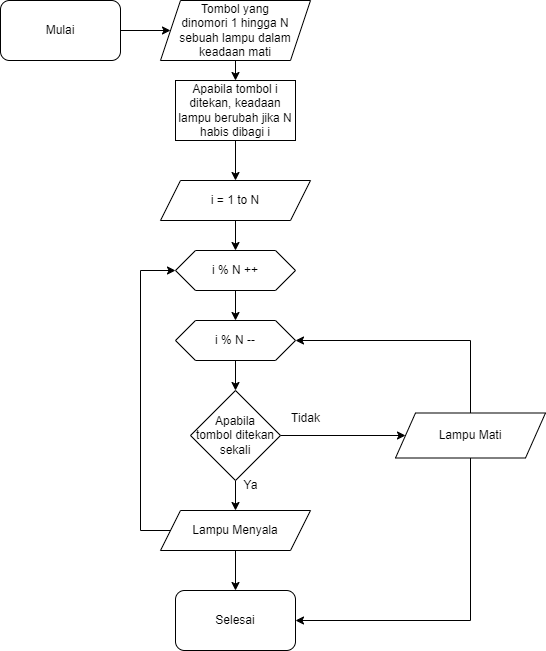 Mulai
Tombol yang
dinomori 1 hingga N
sebuah lampu dalam
keadaan mati
Apabila tombol i
ditekan, keadaan
lampu berubah jika N
habis dibagi i
i = 1 to N
i % N ++
i % N --
Apabila
tombol ditekan
sekali
Tidak
Lampu Mati
Ya
Lampu Menyala
Selesai